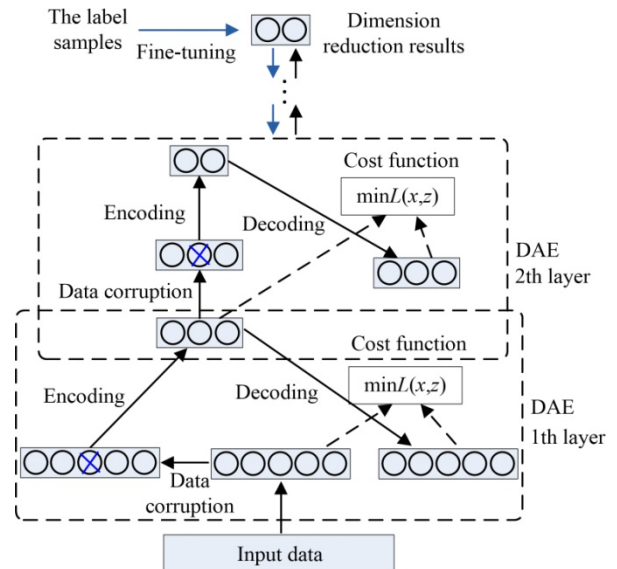 The label
samples
Fine-tuning
Dimension
reduction results
Cost function
minL(x,z)
Encoding
Decoding
DAE
2th layer
Data corruption
Cost function
minL(x,z)
Encoding
Decoding
DAE
1th layer
Data
corruption
Input data